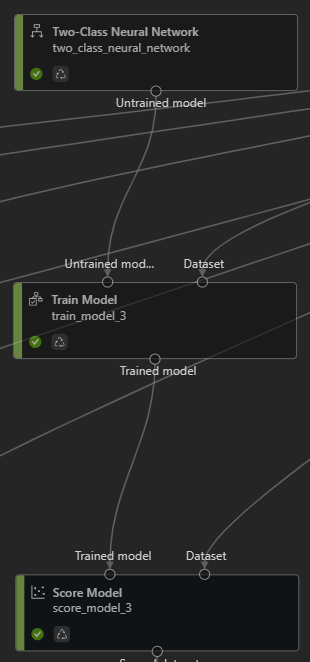 Two-Class Neural Network
two_class_neural_network
Untrained model
Untrained mod...
Dataset
Train Model
train_model_3
Trained model
Trained model
Dataset
Score Model
score_model_3